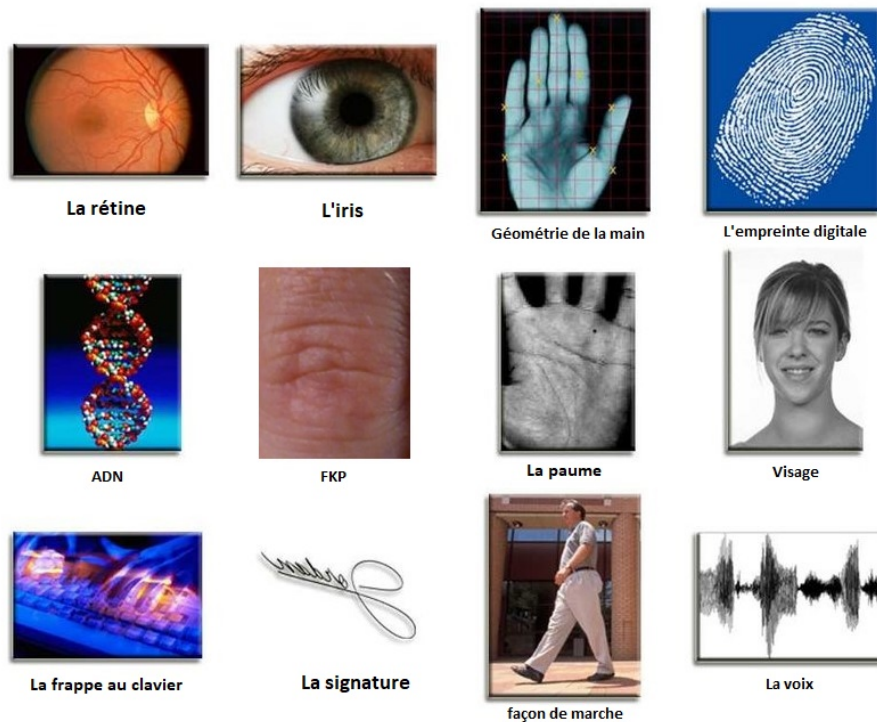 La rétine
L'iris
Géométrie de la main
L'empreinte digitale
ADN
FKP
La paume
Visage
La frappe au clavier
La signature
façon de marche
La voix